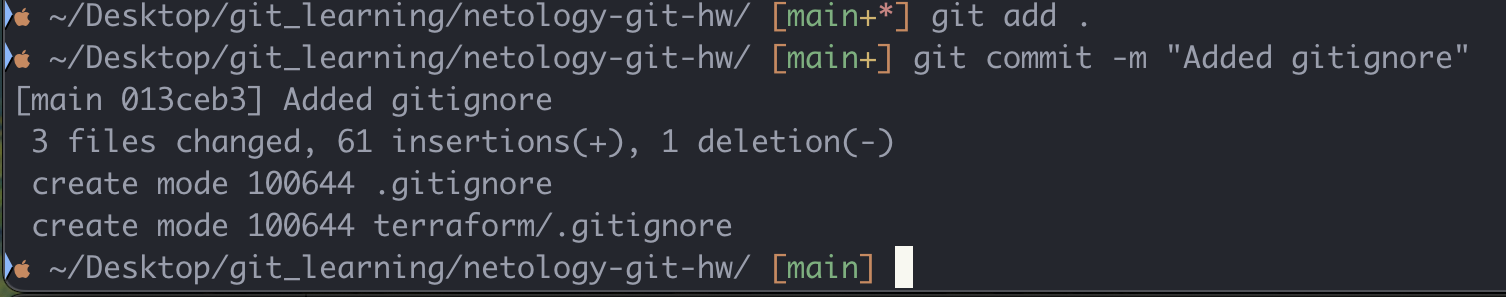 ~/Desktop/git_learning/netology-git-hw/ [main+*] git add .
~/Desktop/git_learning/netology-git-hw/ [main+] git commit -m "Added gitignore"
[main 013ceb3] Added gitignore
3 files changed, 61 insertions(+), 1 deletion(-)
create mode 100644 .gitignore
create mode 100644 terraform/.gitignore
~/Desktop/git_learning/netology-git-hw/ [main]